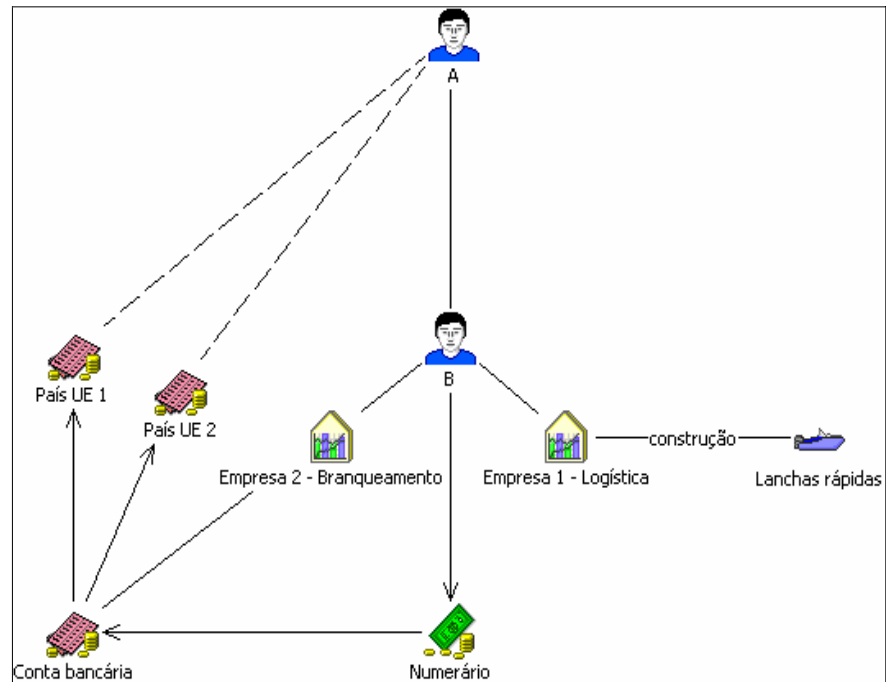 A
B
País UE 1
País UE 2
construção
Empresa 2 - Branqueamento
Empresa 1 - Logística
Lanchas rápidas
Conta bancária
Numerário